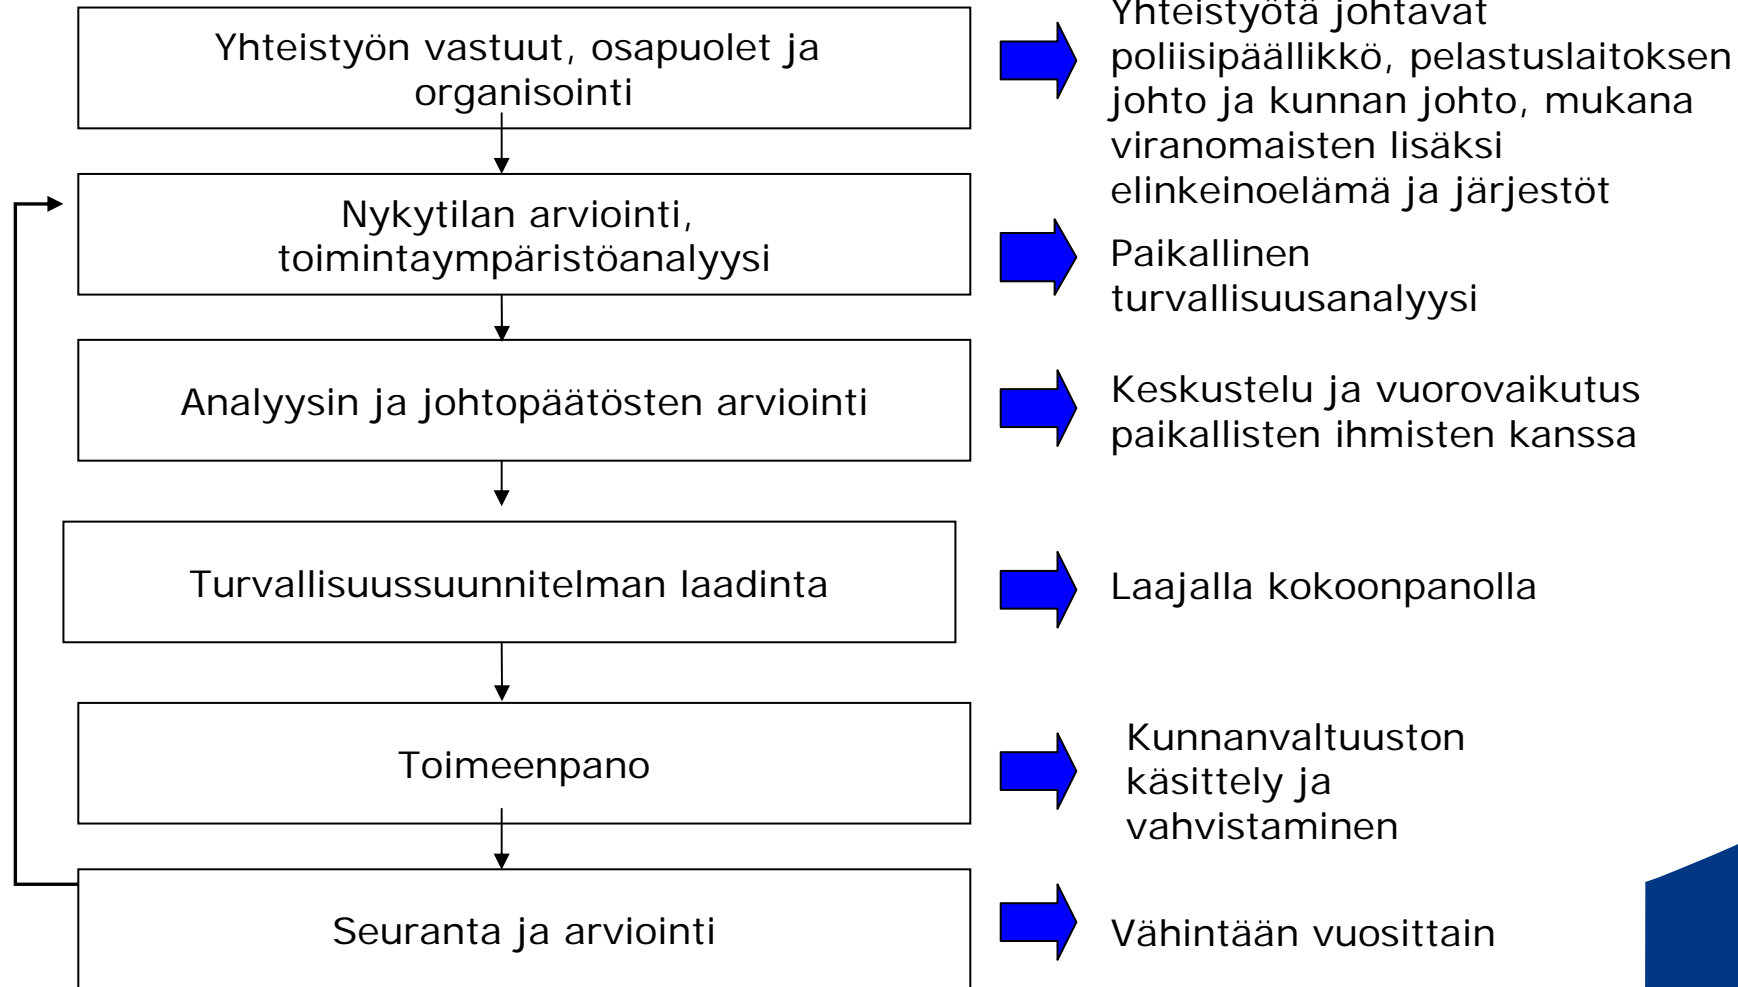 Yhteistyön vastuut, osapuolet ja
organisointi
Yhteistyötä johtavat
poliisipäällikkö, pelastuslaitoksen
johto ja kunnan johto, mukana
viranomaisten lisäksi
elinkeinoelämä ja järjestöt
Nykytilan arviointi,
toimintaympäristöanalyysi
Paikallinen
turvallisuusanalyysi
Analyysin ja johtopäätösten arviointi
Keskustelu ja vuorovaikutus
paikallisten ihmisten kanssa
Turvallisuussuunnitelman laadinta
Laajalla kokoonpanolla
Toimeenpano
Kunnanvaltuuston
käsittely ja
vahvistaminen
Seuranta ja arviointi
Vähintään vuosittain